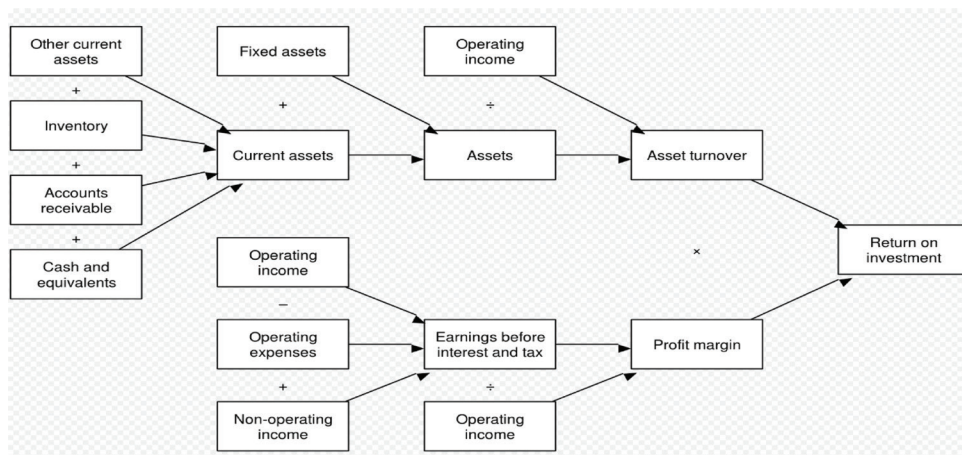 Other current
assets
+
Inventory
+
Accounts
receivable
+
Cash and
equivalents
Fixed assets
+
Current assets
Operating
income
÷
Assets
Asset turnover
Operating
income
–
Operating
expenses
+
Non-operating
income
Earnings before
interest and tax
÷
Operating
income
×
Profit margin
Return on
investment